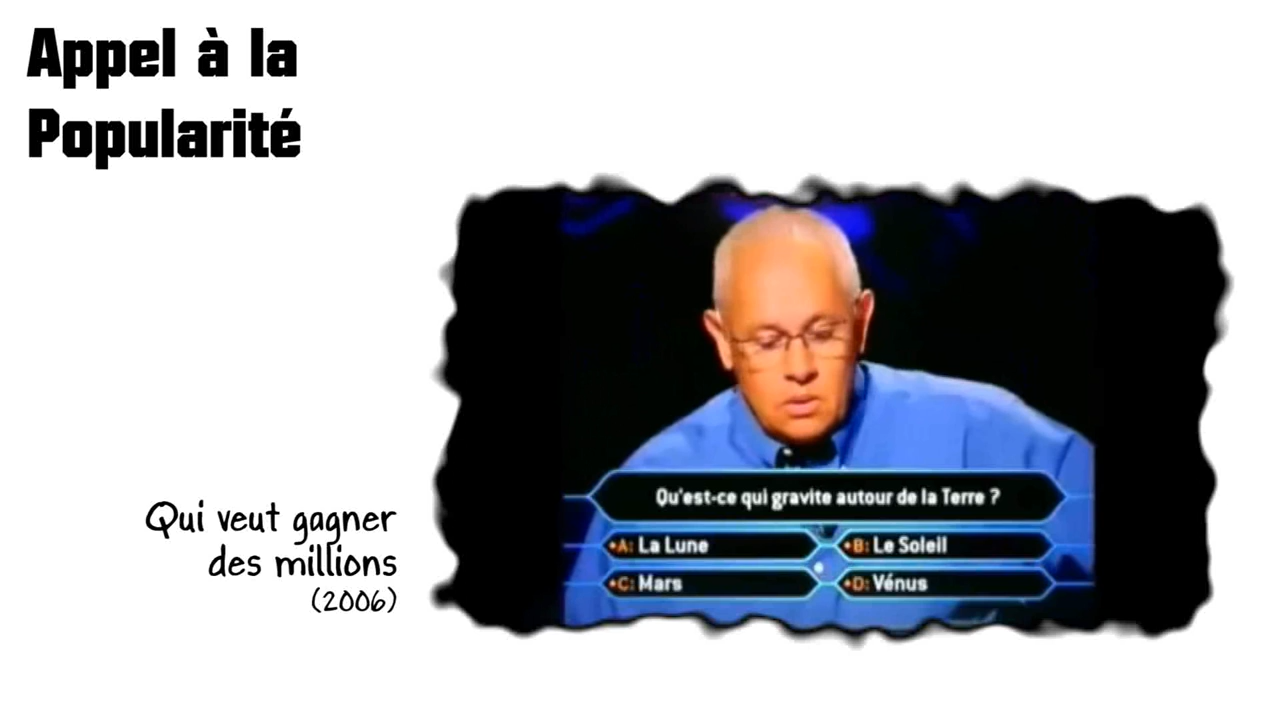 Appel à la
Popularité
Qui veut gagner
des millions
(2006)
Qu'est-ce qui gravite autour de la Terre ?
•A: La Lune
•B: Le Soleil
•C: Mars
•D: Vénus